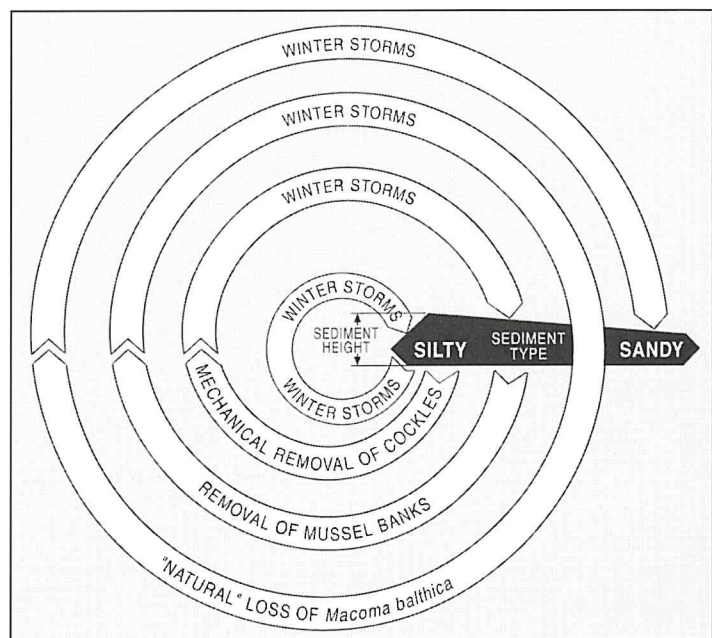 WINTER STORMS
WINTER STORMS
WINTER STORMS
WINTER STORMS
SEDIMENT
HEIGHT
SILTY
SEDIMENT
TYPE
SANDY
WINTER STORMS
MECHANICAL REMOVAL OF COCKLES
REMOVAL OF MUSSEL BANKS
"NATURAL" LOSS OF Macoma balthica